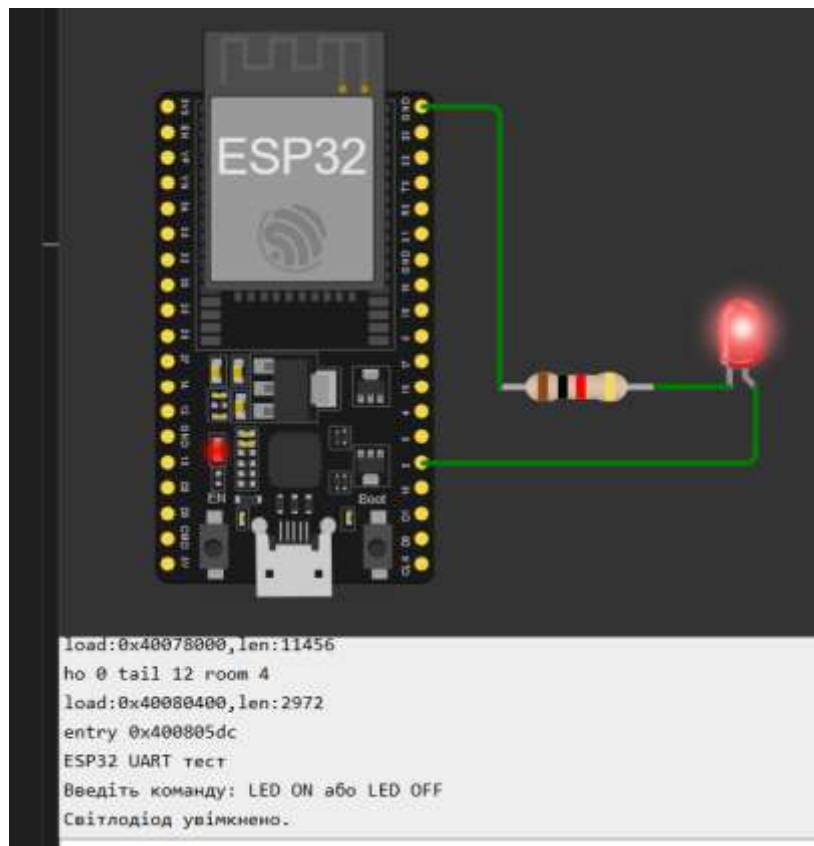 ESP32
EN
Boot
load:0x40078000,len:11456
ho 0 tail 12 room 4
load:0x40080400,len:2972
entry 0x400805dc
ESP32 UART тест
Введіть команду: LED ON або LED OFF
Світлодіод увімкнено.